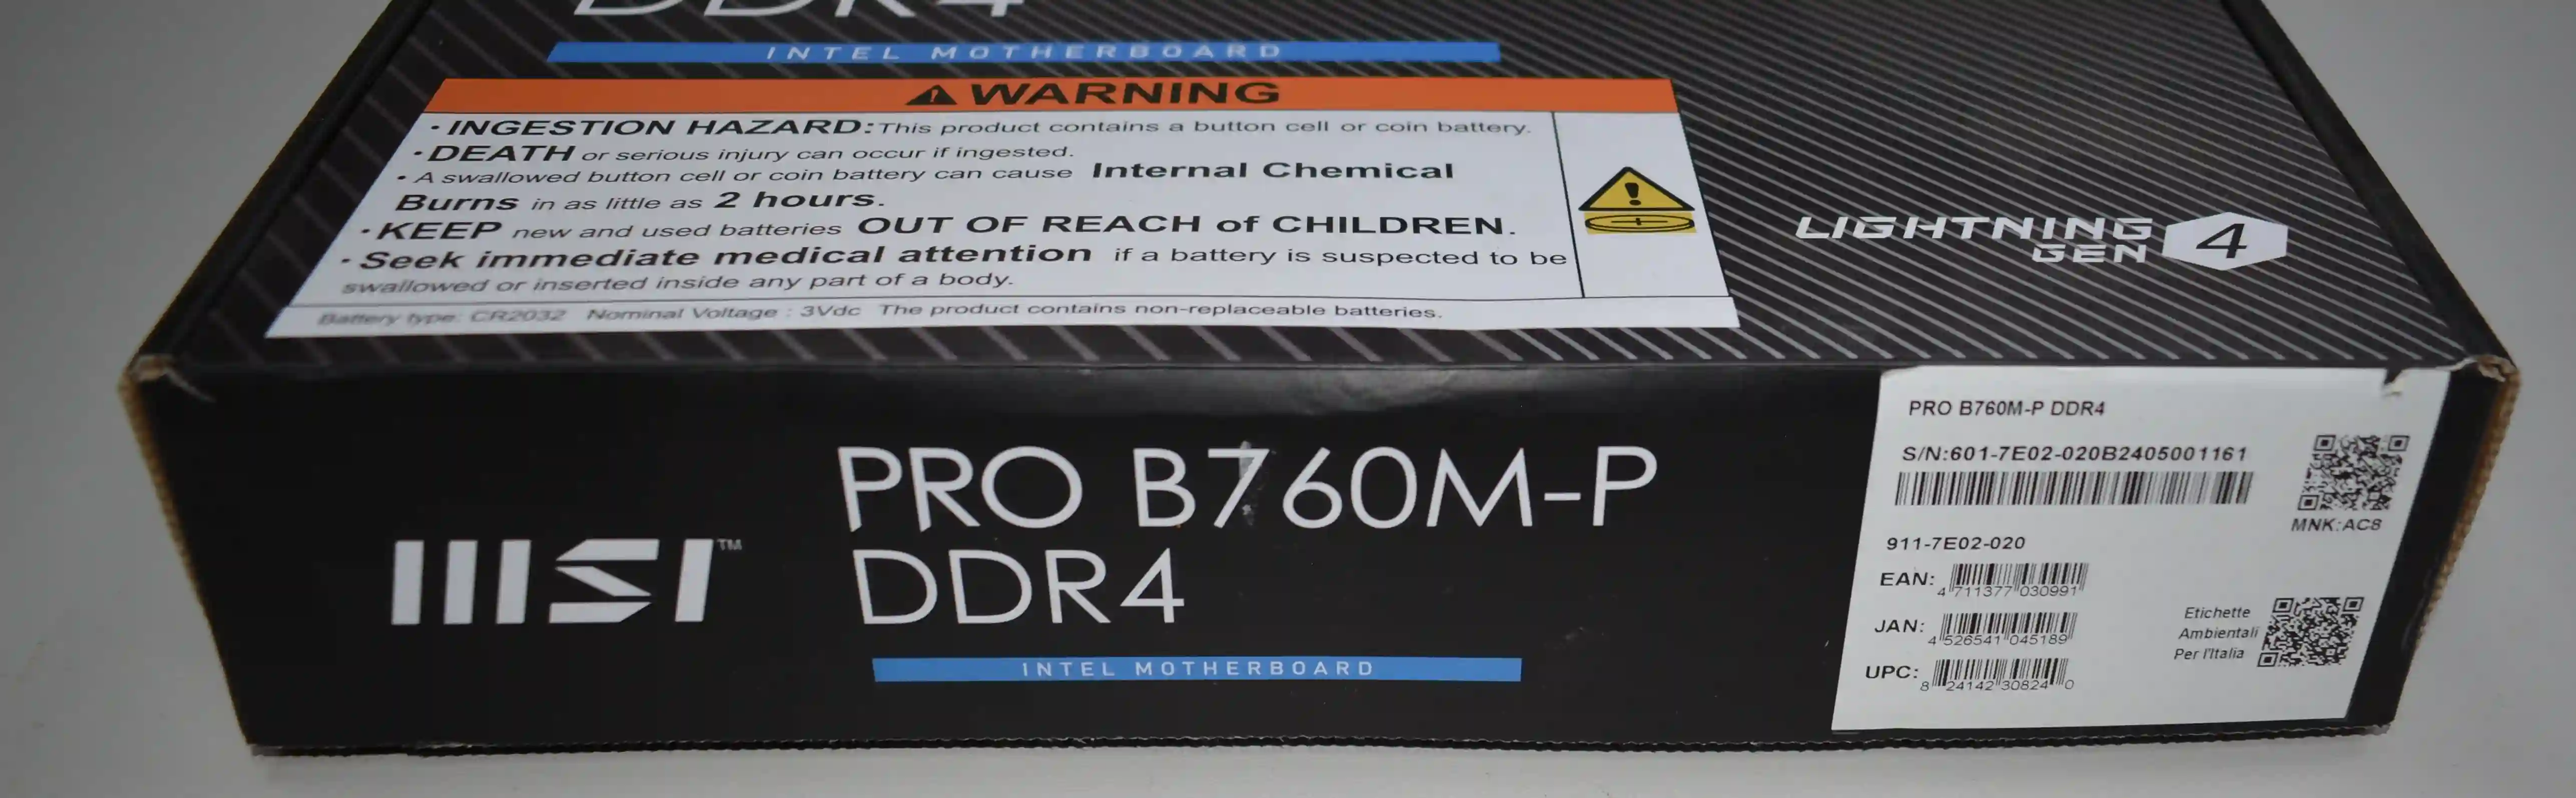 DDR4
INTEL MOTHERBOARD
WARNING
• INGESTION HAZARD: This product contains a button cell or coin battery.
• DEATH or serious injury can occur if ingested.
• A swallowed button cell or coin battery can cause Internal Chemical
Burns in as little as 2 hours.
• KEEP new and used batteries OUT OF REACH of CHILDREN.
• Seek immediate medical attention if a battery is suspected to be
swallowed or inserted inside any part of a body.
Battery type: CR2032 Nominal Voltage : 3Vdc The product contains non-replaceable batteries.
LIGHTNING
GEN 4
msi™
PRO B760M-P
DDR4
INTEL MOTHERBOARD
PRO B760M-P DDR4
S/N:601-7E02-020B2405001161
MNK:AC8
911-7E02-020
EAN:
4 711377 030991
JAN:
4 526541 045189
UPC:
8 24142 30824 0
Etichette
Ambientali
Per l'Italia